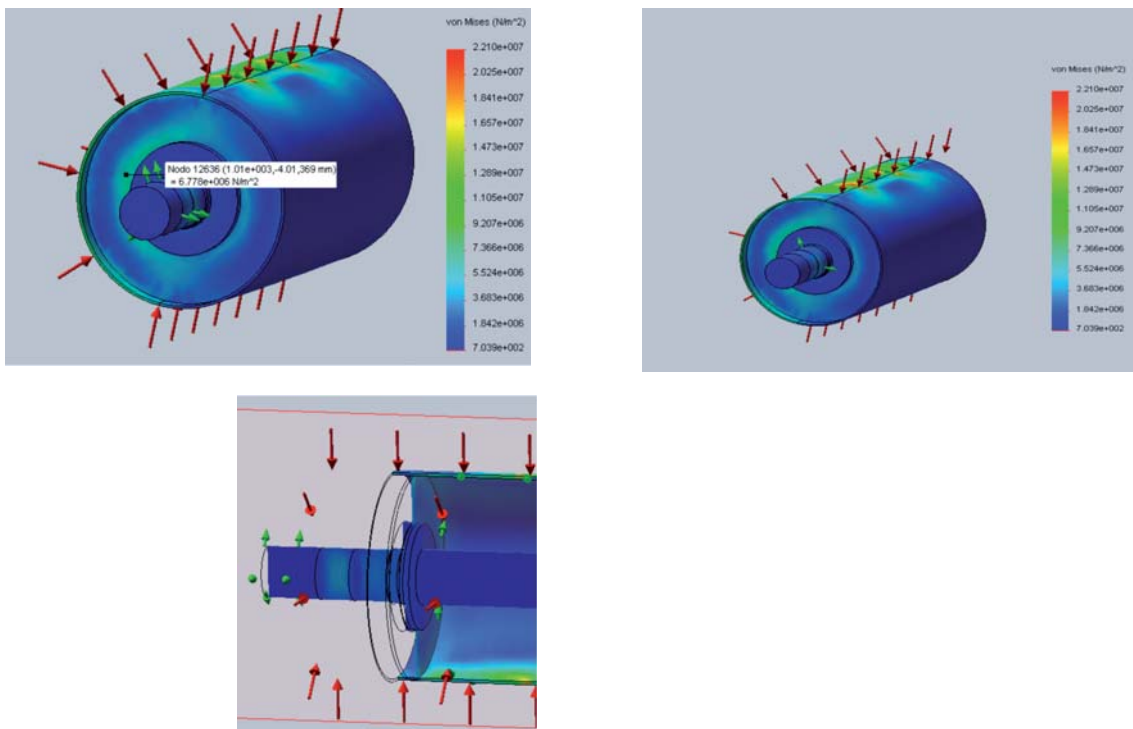 von Mises (N/m^2)
2.210e+007
2.025e+007
1.841e+007
1.657e+007
1.473e+007
1.289e+007
1.105e+007
9.207e+006
7.366e+006
5.524e+006
3.683e+006
1.842e+006
7.039e+002
Nodo 12636 (1.01e+003,-4.01,369 mm)
= 6.778e+006 N/m^2
von Mises (N/m^2)
2.210e+007
2.025e+007
1.841e+007
1.657e+007
1.473e+007
1.289e+007
1.105e+007
9.207e+006
7.366e+006
5.524e+006
3.683e+006
1.842e+006
7.039e+002